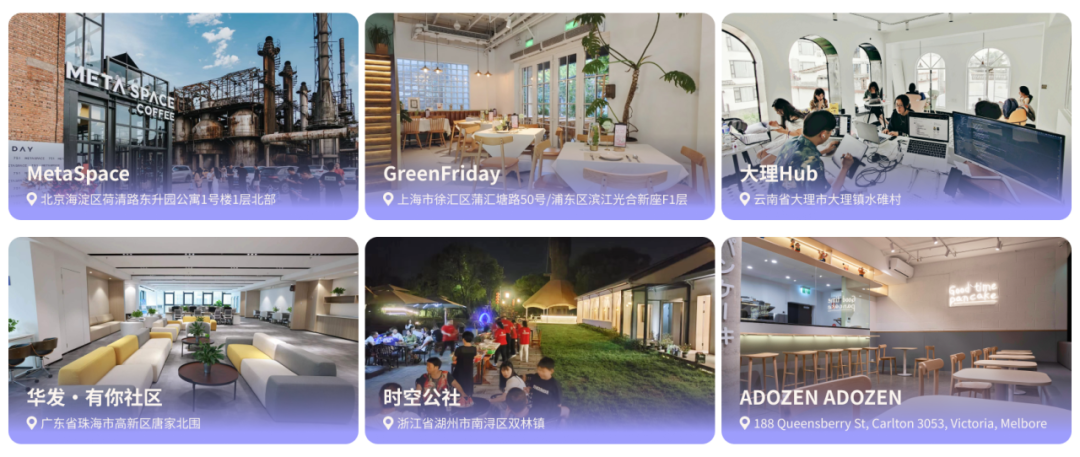 META SPACE
COFFEE
DAY
MetaSpace
北京海淀区荷清路东升园公寓1号楼1层北部
GreenFriday
上海市徐汇区蒲汇塘路50号/浦东区滨江光合新座F1层
大理Hub
云南省大理市大理镇水碓村
华发·有你社区
广东省珠海市高新区唐家北围
时空公社
浙江省湖州市南浔区双林镇
Good time
pancake
ADOZEN ADOZEN
188 Queensberry St, Carlton 3053, Victoria, Melbore